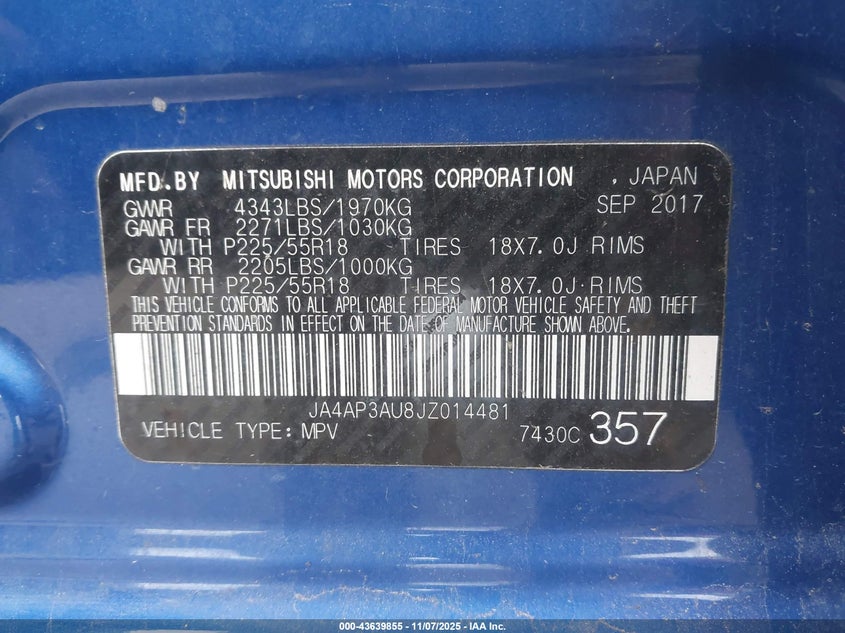 MFD.BY MITSUBISHI MOTORS CORPORATION , JAPAN
GVWR 4343LBS/1970KG SEP 2017
GAWR FR 2271LBS/1030KG
WITH P225/55R18 TIRES 18X7.0J RIMS
GAWR RR 2205LBS/1000KG
WITH P225/55R18 TIRES 18X7.0J RIMS
THIS VEHICLE CONFORMS TO ALL APPLICABLE FEDERAL MOTOR VEHICLE SAFETY AND THEFT
PREVENTION STANDARDS IN EFFECT ON THE DATE OF MANUFACTURE SHOWN ABOVE.
JA4AP3AU8JZ014481
VEHICLE TYPE: MPV 7430C 357
000-43639855 - 11/07/2025 - IAA Inc.